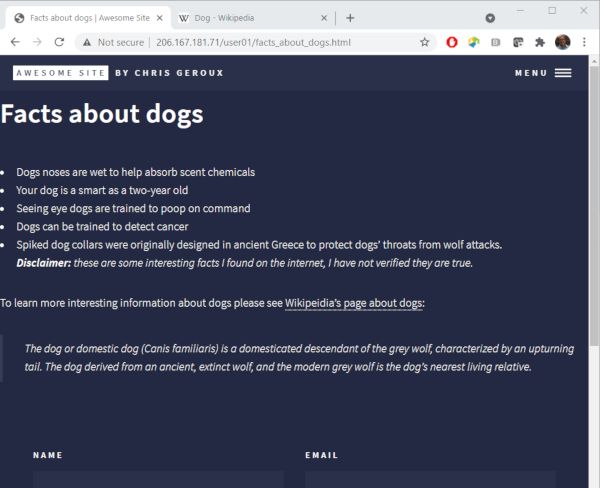 Facts about dogs | Awesome Site
Dog - Wikipedia
Not secure | 206.167.181.71/user01/facts_about_dogs.html
AWESOME SITE BY CHRIS GEROUX
MENU
Facts about dogs
• Dogs noses are wet to help absorb scent chemicals
• Your dog is a smart as a two-year old
• Seeing eye dogs are trained to poop on command
• Dogs can be trained to detect cancer
• Spiked dog collars were originally designed in ancient Greece to protect dogs’ throats from wolf attacks.
Disclaimer: these are some interesting facts I found on the internet, I have not verified they are true.
To learn more interesting information about dogs please see Wikipeidia’s page about dogs:
The dog or domestic dog (Canis familiaris) is a domesticated descendant of the grey wolf, characterized by an upturning
tail. The dog derived from an ancient, extinct wolf, and the modern grey wolf is the dog’s nearest living relative.
NAME
EMAIL